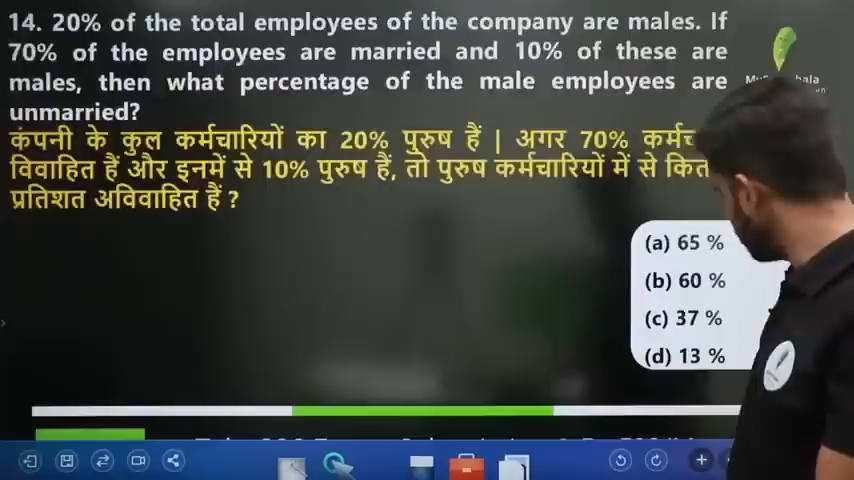 14. 20% of the total employees of the company are males. If
70% of the employees are married and 10% of these are
males, then what percentage of the male employees are
unmarried?
कंपनी के कुल कर्मचारियों का 20% पुरुष हैं | अगर 70%
विवाहित हैं और इनमें से 10% पुरुष हैं, तो पुरुष कर्मचारियों में से
प्रतिशत अविवाहित हैं ?
(a) 65 %
(b) 60 %
(c) 37 %
(d) 13 %